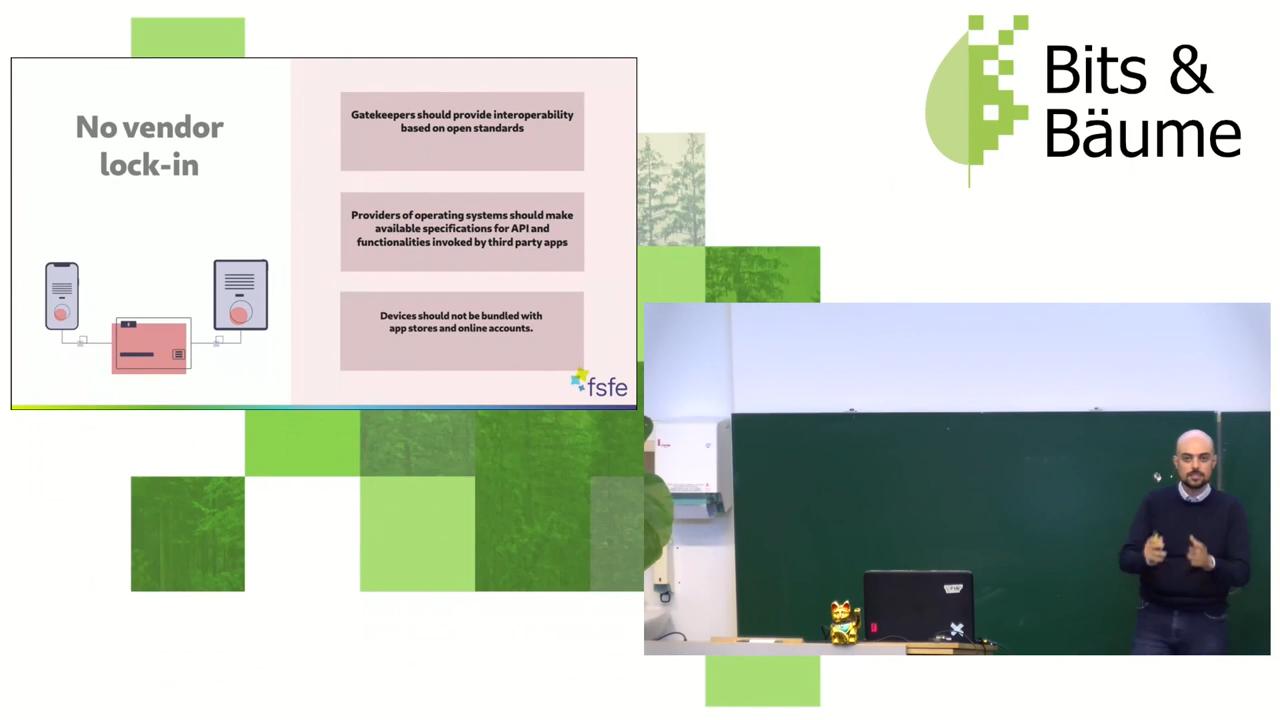 No vendor
lock-in
Gatekeepers should provide interoperability
based on open standards
Providers of operating systems should make
available specifications for API and
functionalities invoked by third party apps
Devices should not be bundled with
app stores and online accounts.
fsfe
Bits &
Bäume